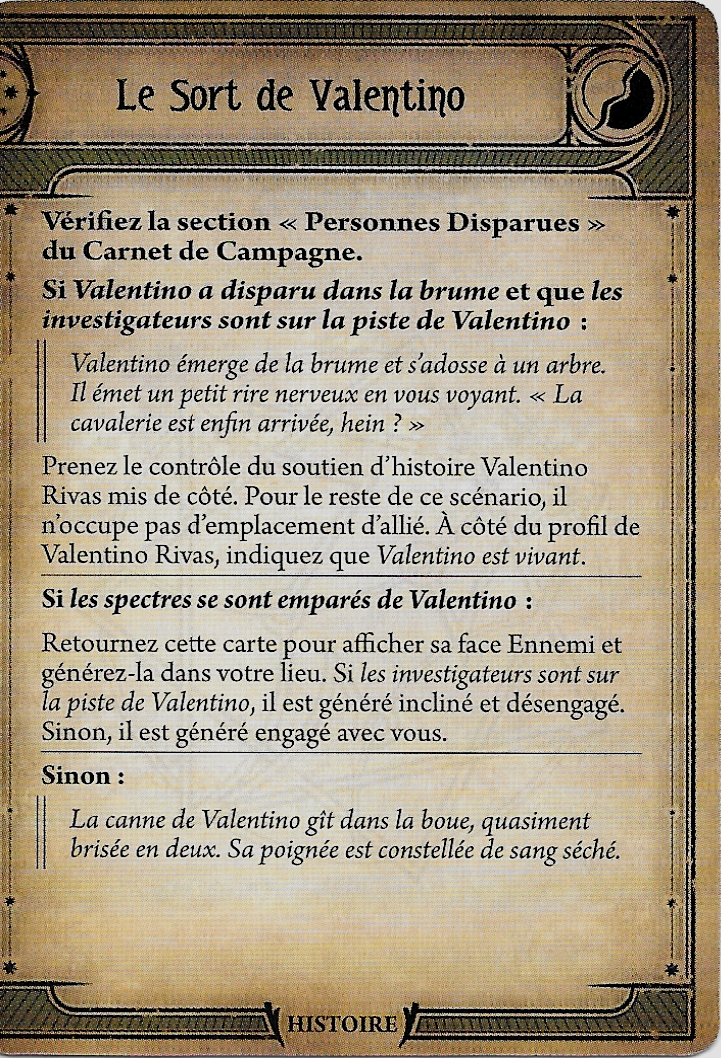 Le Sort de Valentino
Vérifiez la section « Personnes Disparues »
du Carnet de Campagne.
Si Valentino a disparu dans la brume et que les
investigateurs sont sur la piste de Valentino :
Valentino émerge de la brume et s'adosse à un arbre.
Il émet un petit rire nerveux en vous voyant. « La
cavalerie est enfin arrivée, hein ? »
Prenez le contrôle du soutien d'histoire Valentino
Rivas mis de côté. Pour le reste de ce scénario, il
n'occupe pas d'emplacement d'allié. À côté du profil de
Valentino Rivas, indiquez que Valentino est vivant.
Si les spectres se sont emparés de Valentino :
Retournez cette carte pour afficher sa face Ennemi et
générez-la dans votre lieu. Si les investigateurs sont sur
la piste de Valentino, il est généré incliné et désengagé.
Sinon, il est généré engagé avec vous.
Sinon :
La canne de Valentino gît dans la boue, quasiment
brisée en deux. Sa poignée est constellée de sang séché.
HISTOIRE